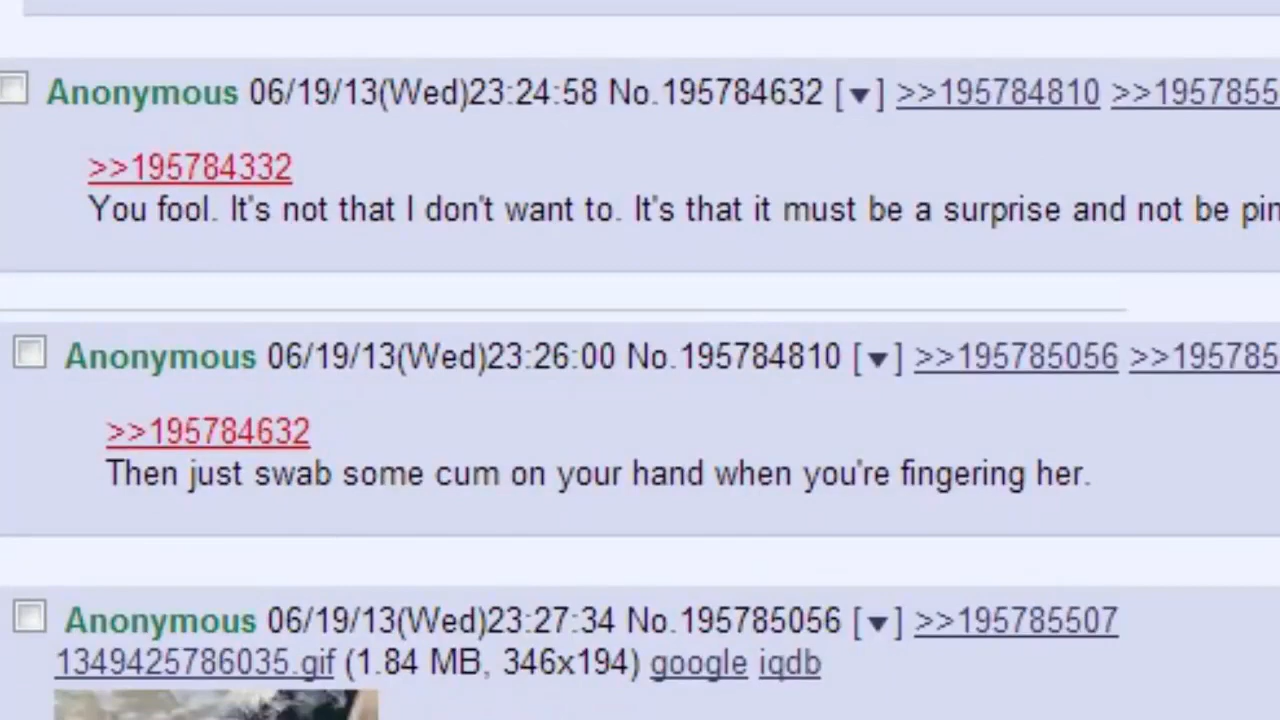 Anonymous 06/19/13(Wed)23:24:58 No.195784632 [▼] >>195784810 >>1957855
>>195784332
You fool. It's not that I don't want to. It's that it must be a surprise and not be pin
Anonymous 06/19/13(Wed)23:26:00 No.195784810 [▼] >>195785056 >>195785
>>195784632
Then just swab some cum on your hand when you're fingering her.
Anonymous 06/19/13(Wed)23:27:34 No.195785056 [▼] >>195785507
1349425786035.gif (1.84 MB, 346x194) google iqdb